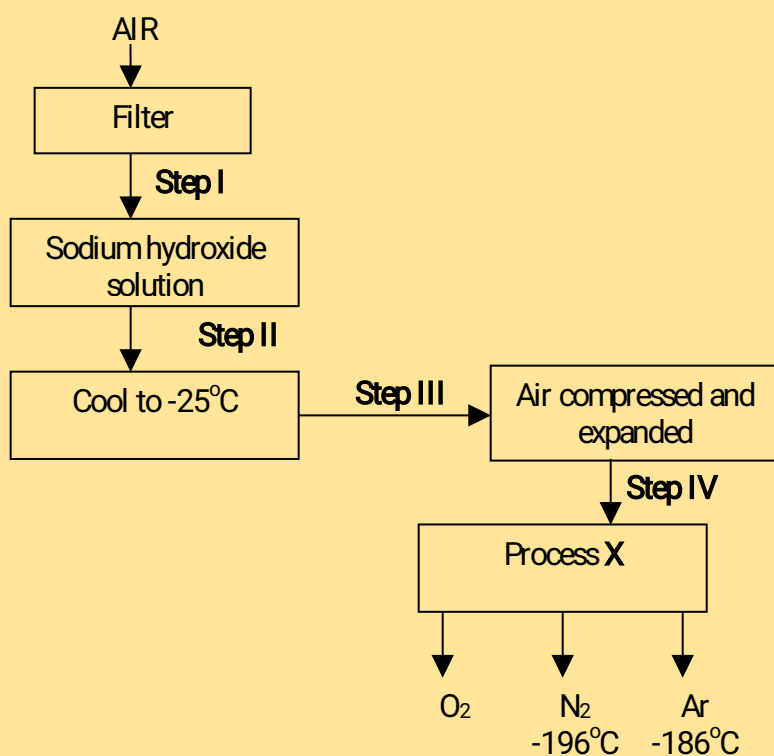 AIR
Filter
Step I
Sodium hydroxide
solution
Step II
Cool to -25°C
Step III
Air compressed and
expanded
Step IV
Process X
O₂ N₂ Ar
-196°C -186°C